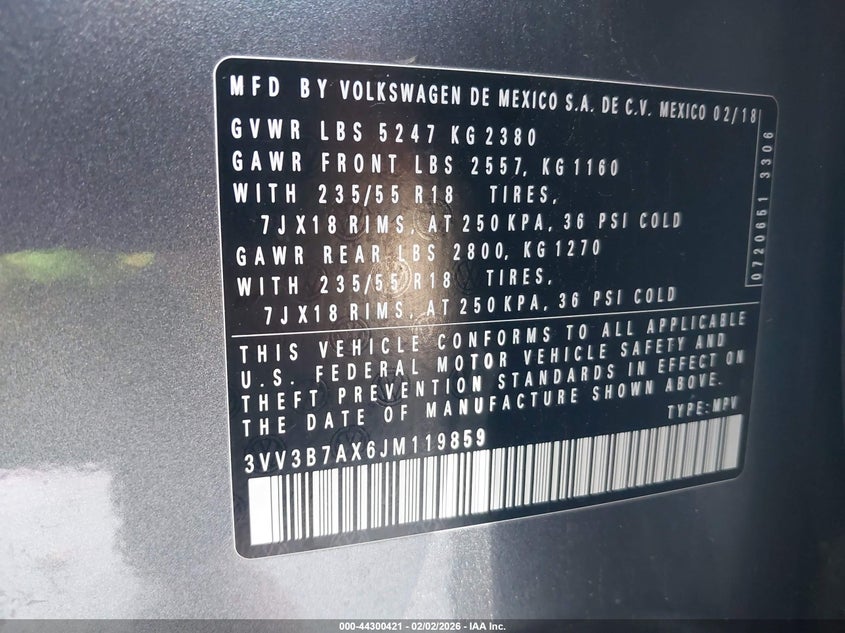 MFD BY VOLKSWAGEN DE MEXICO S.A. DE C.V. MEXICO 02/18
GVWR LBS 5247 KG 2380
GAWR FRONT LBS 2557, KG 1160
WITH 235/55 R18 TIRES,
7JX18 RIMS, AT 250 KPA, 36 PSI COLD
GAWR REAR LBS 2800, KG 1270
WITH 235/55 R18 TIRES,
7JX18 RIMS, AT 250 KPA, 36 PSI COLD
0720651 3306
THIS VEHICLE CONFORMS TO ALL APPLICABLE
U.S. FEDERAL MOTOR VEHICLE SAFETY AND
THEFT PREVENTION STANDARDS IN EFFECT ON
THE DATE OF MANUFACTURE SHOWN ABOVE.
TYPE: MPV
3VV3B7AX6JM119859
000-44300421 - 02/02/2026 - IAA Inc.